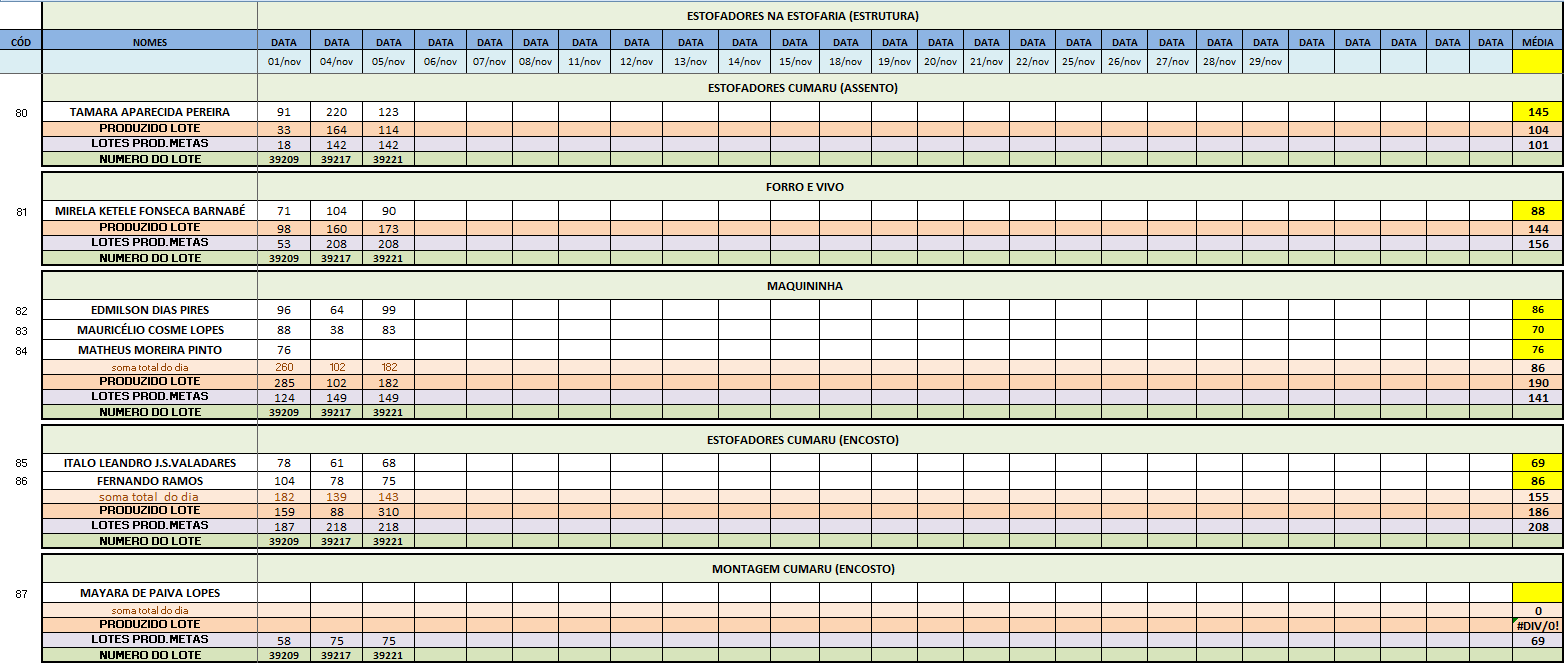 ESTOFADORES NA ESTOFARIA (ESTRUTURA)
CÓD NOMES DATA DATA DATA DATA DATA DATA DATA DATA DATA DATA DATA DATA DATA DATA DATA DATA DATA DATA DATA DATA DATA DATA DATA DATA DATA DATA MÉDIA
01/nov 04/nov 05/nov 06/nov 07/nov 08/nov 11/nov 12/nov 13/nov 14/nov 15/nov 18/nov 19/nov 20/nov 21/nov 22/nov 25/nov 26/nov 27/nov 28/nov 29/nov
ESTOFADORES CUMARU (ASSENTO)
80 TAMARA APARECIDA PEREIRA 91 220 123 145
PRODUZIDO LOTE 33 164 114 104
LOTES PROD.METAS 18 142 142 101
NUMERO DO LOTE 39209 39217 39221
FORRO E VIVO
81 MIRELA KETELE FONSECA BARNABÉ 71 104 90 88
PRODUZIDO LOTE 98 160 173 144
LOTES PROD.METAS 53 208 208 156
NUMERO DO LOTE 39209 39217 39221
MAQUININHA
82 EDMILSON DIAS PIRES 96 64 99 86
83 MAURICÉLIO COSME LOPES 88 38 83 70
84 MATHEUS MOREIRA PINTO 76 76
soma total do dia 260 102 182 86
PRODUZIDO LOTE 285 102 182 190
LOTES PROD.METAS 124 149 149 141
NUMERO DO LOTE 39209 39217 39221
ESTOFADORES CUMARU (ENCOSTO)
85 ITALO LEANDRO J.S.VALADARES 78 61 68 69
86 FERNANDO RAMOS 104 78 75 86
soma total do dia 182 139 143 155
PRODUZIDO LOTE 159 88 310 186
LOTES PROD.METAS 187 218 218 208
NUMERO DO LOTE 39209 39217 39221
MONTAGEM CUMARU (ENCOSTO)
87 MAYARA DE PAIVA LOPES
soma total do dia 0
PRODUZIDO LOTE #DIV/0!
LOTES PROD.METAS 58 75 75 69
NUMERO DO LOTE 39209 39217 39221